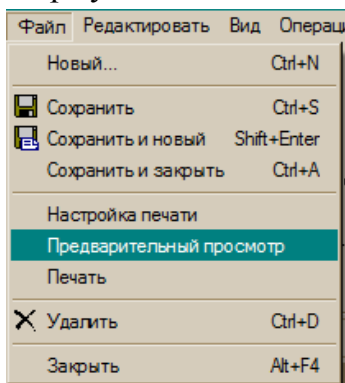 Файл Редактировать Вид
Новый... Ctrl+N
Сохранить Ctrl+S
Сохранить и новый Shift+Enter
Сохранить и закрыть Ctrl+A
Настройка печати
Предварительный просмотр
Печать
Удалить Ctrl+D
Закрыть Alt+F4